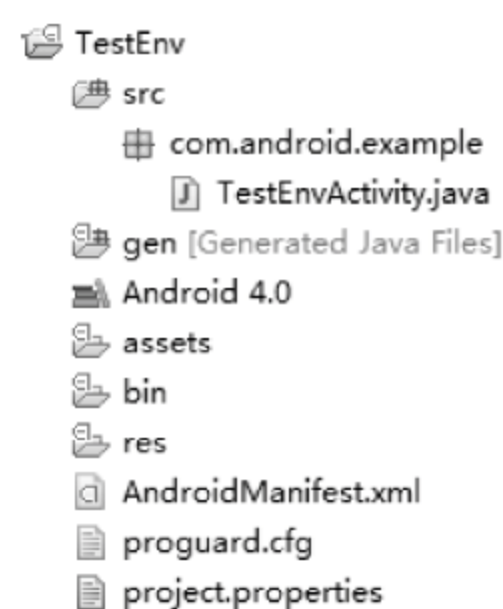 TestEnv
src
com.android.example
TestEnvActivity.java
gen [Generated Java Files]
Android 4.0
assets
bin
res
AndroidManifest.xml
proguard.cfg
project.properties